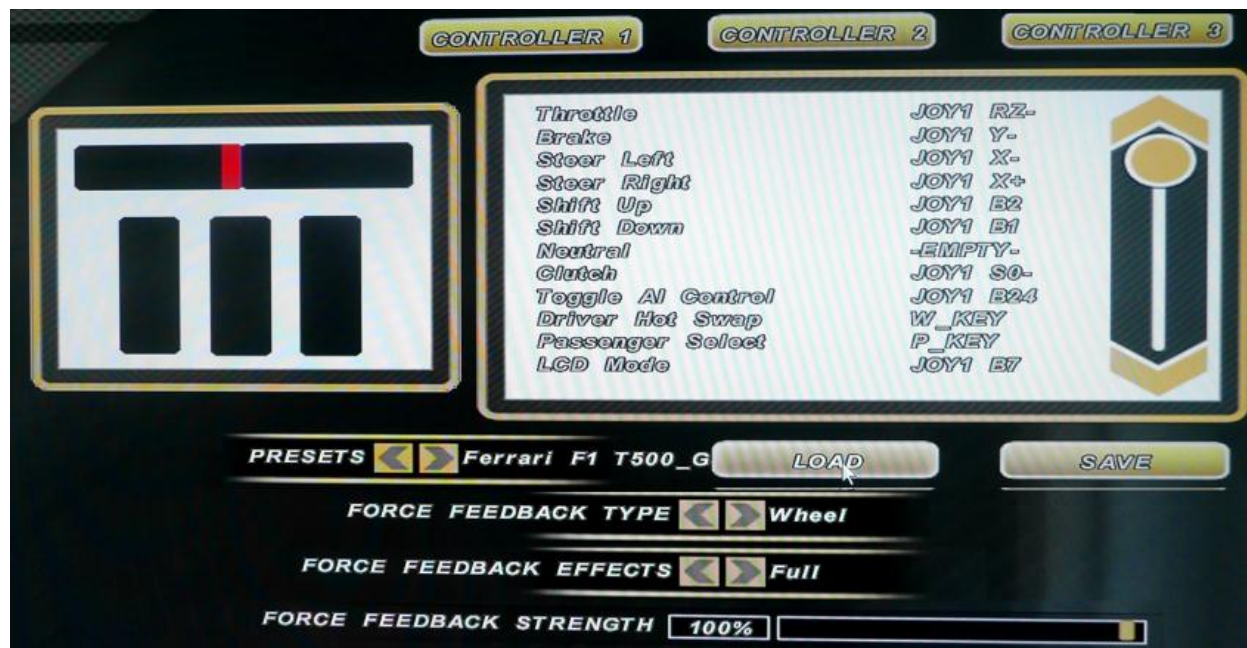 CONTROLLER 1 CONTROLLER 2 CONTROLLER 3
Throttle JOY1 RZ-
Brake JOY1 Y-
Steer Left JOY1 X-
Steer Right JOY1 X+
Shift Up JOY1 B2
Shift Down JOY1 B1
Neutral -EMPTY-
Clutch JOY1 S0-
Toggle AI Control JOY1 B24
Driver Hot Swap W_KEY
Passenger Select P_KEY
LCD Mode JOY1 B7
PRESETS Ferrari F1 T500_G LOAD SAVE
FORCE FEEDBACK TYPE Wheel
FORCE FEEDBACK EFFECTS Full
FORCE FEEDBACK STRENGTH 100%